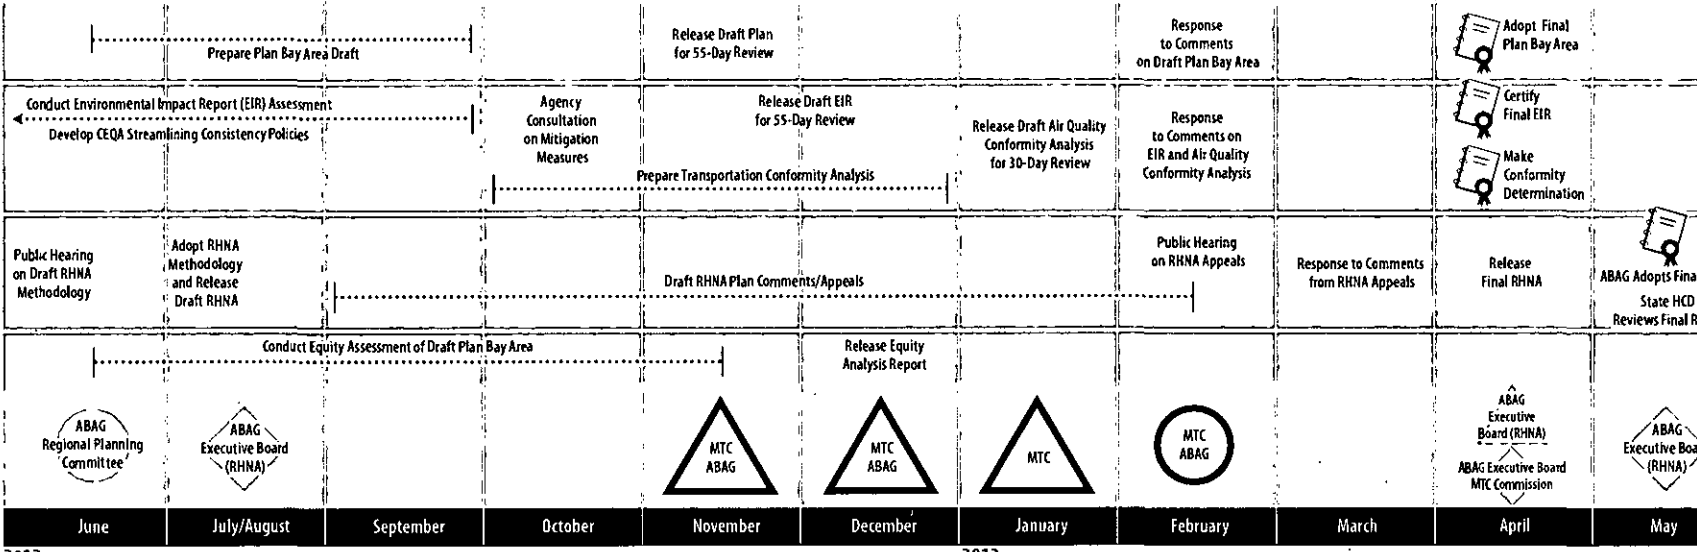 Prepare Plan Bay Area Draft
Release Draft Plan
for 55-Day Review
Response
to Comments
on Draft Plan Bay Area
Adopt Final
Plan Bay Area
Conduct Environmental Impact Report (EIR) Assessment
Develop CEQA Streamlining Consistency Policies
Agency
Consultation
on Mitigation
Measures
Release Draft EIR
for 55-Day Review
Prepare Transportation Conformity Analysis
Release Draft Air Quality
Conformity Analysis
for 30-Day Review
Response
to Comments on
EIR and Air Quality
Conformity Analysis
Certify
Final EIR
Make
Conformity
Determination
Public Hearing
on Draft RHNA
Methodology
Adopt RHNA
Methodology
and Release
Draft RHNA
Draft RHNA Plan Comments/Appeals
Public Hearing
on RHNA Appeals
Response to Comments
from RHNA Appeals
Release
Final RHNA
ABAG Adopts Fina
State HCD
Reviews Final R
Conduct Equity Assessment of Draft Plan Bay Area
Release Equity
Analysis Report
ABAG
Regional Planning
Committee
ABAG
Executive Board
(RHNA)
MTC
ABAG
MTC
ABAG
MTC
MTC
ABAG
ABAG
Executive
Board (RHNA)
ABAG Executive Board
MTC Commission
ABAG
Executive Boa
(RHNA)
June
July/August
September
October
November
December
January
February
March
April
May